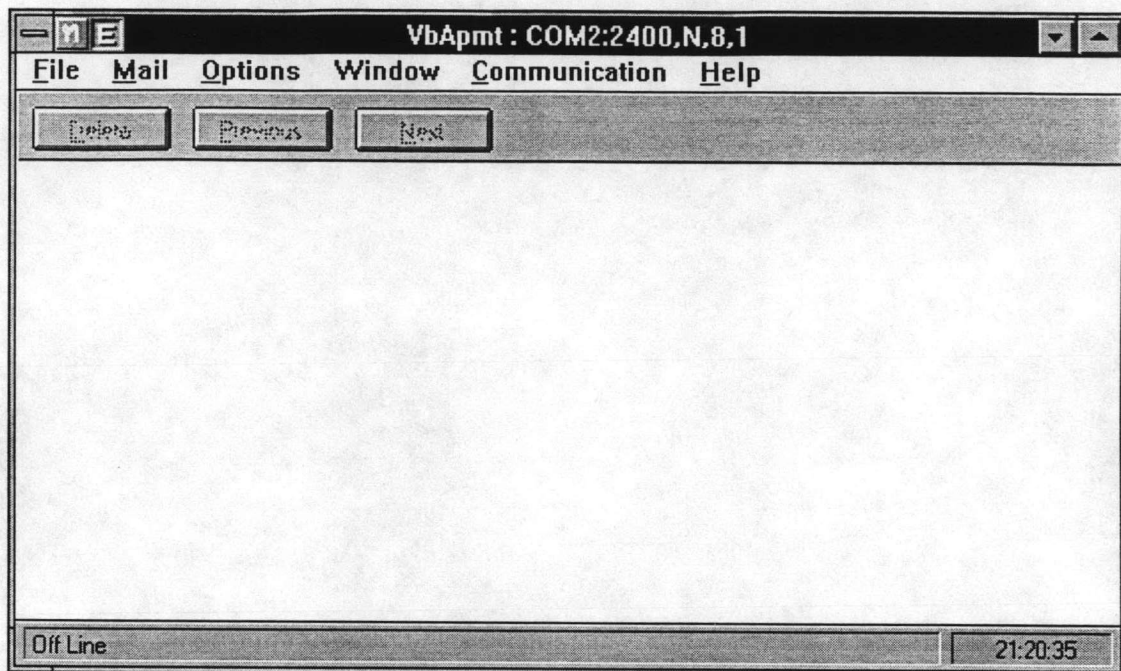 M E VbApmt : COM2:2400,N,8,1
File Mail Options Window Communication Help
Delete Previous Next
Off Line 21:20:35